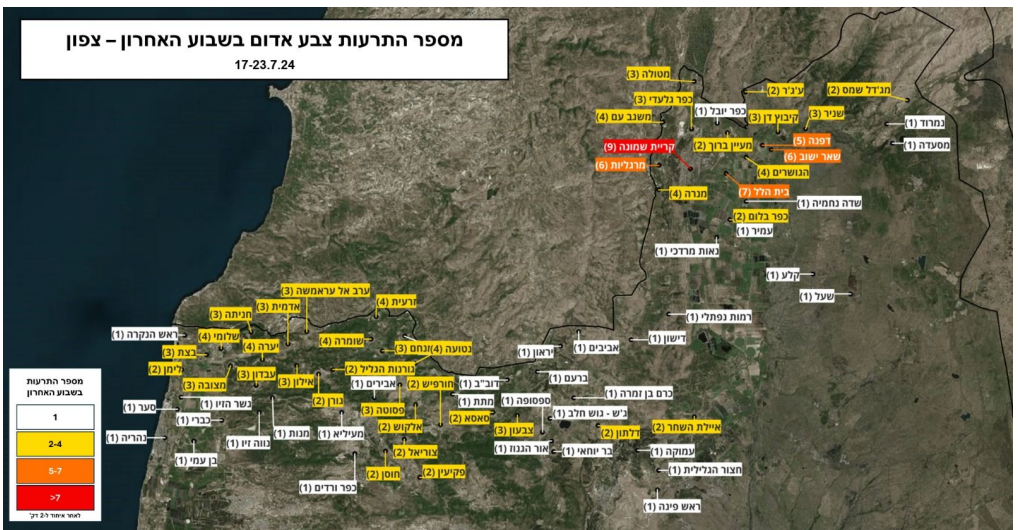 מספר התרעות צבע אדום בשבוע האחרון – צפון
17-23.7.24
מטולה (3)
ע'ג'ר (2)
מג'דל שמס (2)
כפר גלעדי (3)
כפר יובל (1)
קיבוץ דן (3)
שניר (3)
נמרוד (1)
משגב עם (4)
מעיין ברוך (2)
דפנה (5)
מסעדה (1)
קריית שמונה (9)
שאר ישוב (6)
מרגליות (6)
הגושרים (4)
מנרה (4)
בית הלל (7)
שדה נחמיה (1)
כפר בלום (2)
עמיר (1)
נאות מרדכי (1)
קלע (1)
שעל (1)
רמות נפתלי (1)
ערב אל עראמשה (3)
זרעית (4)
אדמית (3)
חניתה (3)
ראש הנקרה (1)
שלומי (4)
יערה (4)
שומרה (4)
נטועה (4)
נחם (3)
בצת (3)
לימן (2)
מצובה (3)
עבדון (3)
אילון (3)
גורנות הגליל (2)
גורן (2)
אבירים (1)
חורפיש (2)
דוב"ב (1)
מתת (1)
יראון (1)
אביבים (1)
דישון (1)
ברעם (1)
כרם בן זמרה (1)
ספסופה (1)
סער (1)
גשר הזיו (1)
כברי (1)
נהריה (1)
בן עמי (1)
נווה זיו (1)
מנות (1)
מעיליא (1)
פסוטה (3)
אלקוש (2)
צוריאל (2)
סאסא (2)
צבעון (3)
ג'ש - גוש חלב (1)
דלתון (2)
איילת השחר (2)
אור הגנוז (1)
בר יוחאי (1)
עמוקה (1)
חוסן (2)
פקיעין (2)
כפר ורדים (1)
חצור הגלילית (1)
ראש פינה (1)
מספר התרעות
בשבוע האחרון
1
2-4
5-7
>7
לאחר איחוד ל-2 דק'